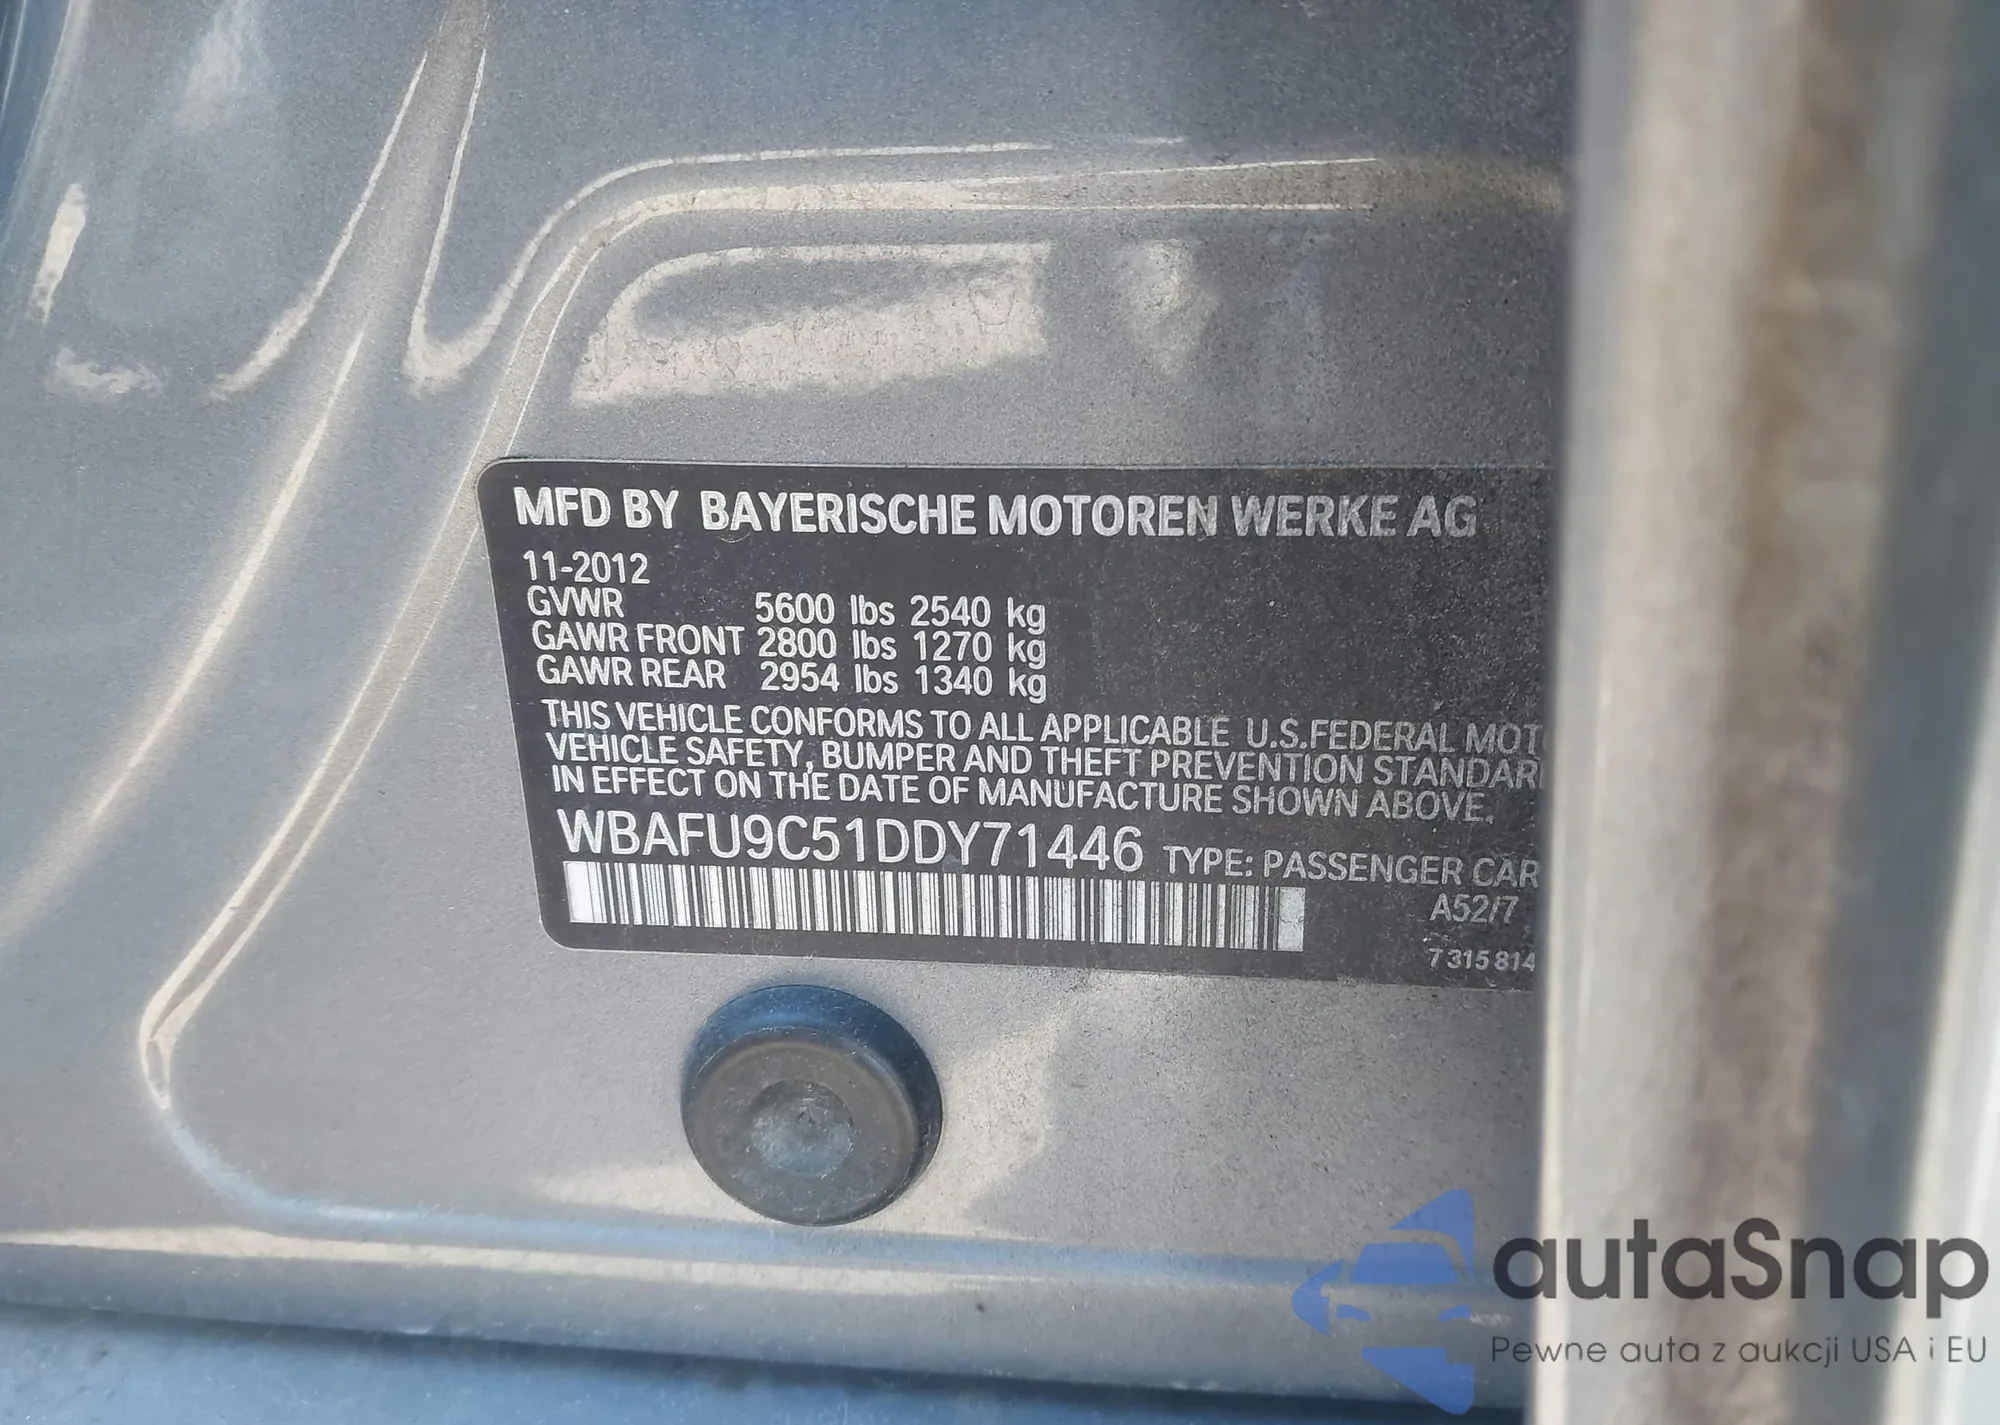 MFD BY BAYERISCHE MOTOREN WERKE AG
11-2012
GVWR 5600 lbs 2540 kg
GAWR FRONT 2800 lbs 1270 kg
GAWR REAR 2954 lbs 1340 kg
THIS VEHICLE CONFORMS TO ALL APPLICABLE U.S.FEDERAL MOT
VEHICLE SAFETY, BUMPER AND THEFT PREVENTION STANDAR
IN EFFECT ON THE DATE OF MANUFACTURE SHOWN ABOVE.
WBAFU9C51DDY71446 TYPE: PASSENGER CAR
A52/7
7 315 814
autaSnap
Pewne auta z aukcji USA i EU